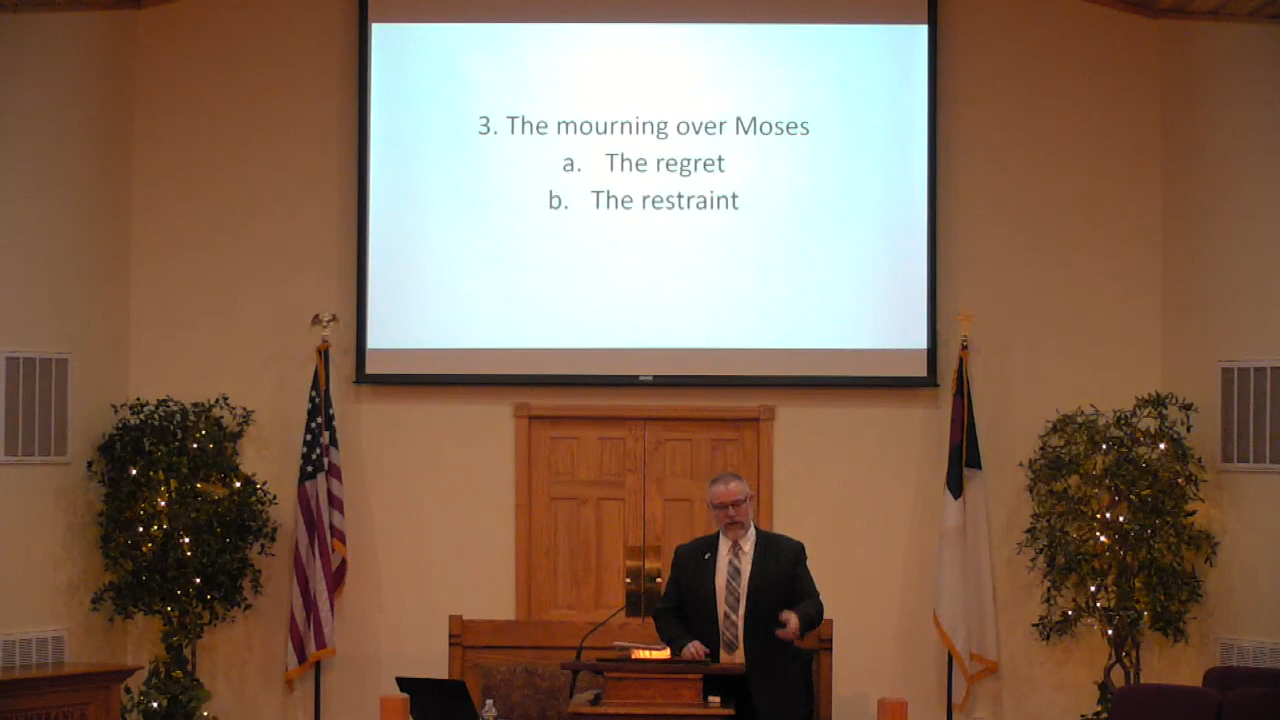 3. The mourning over Moses
a. The regret
b. The restraint